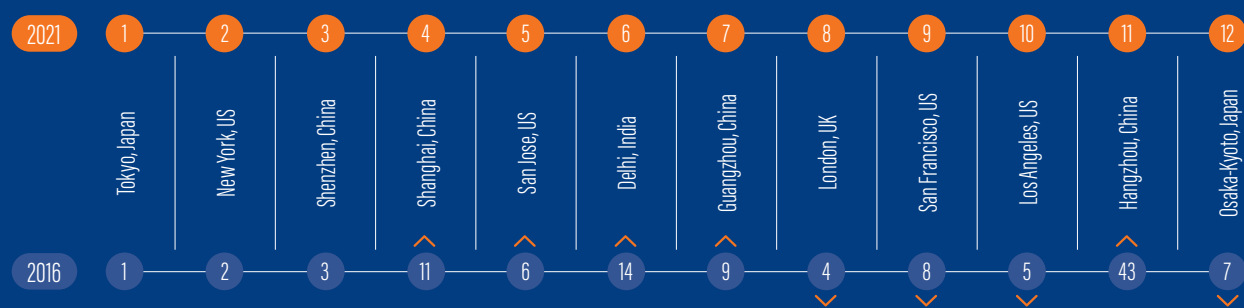 2021 1 2 3 4 5 6 7 8 9 10 11 12
Tokyo, Japan
New York, US
Shenzhen, China
Shanghai, China
San Jose, US
Delhi, India
Guangzhou, China
London, UK
San Francisco, US
Los Angeles, US
Hangzhou, China
Osaka-Kyoto, Japan
2016 1 2 3 11 6 14 9 4 8 5 43 7